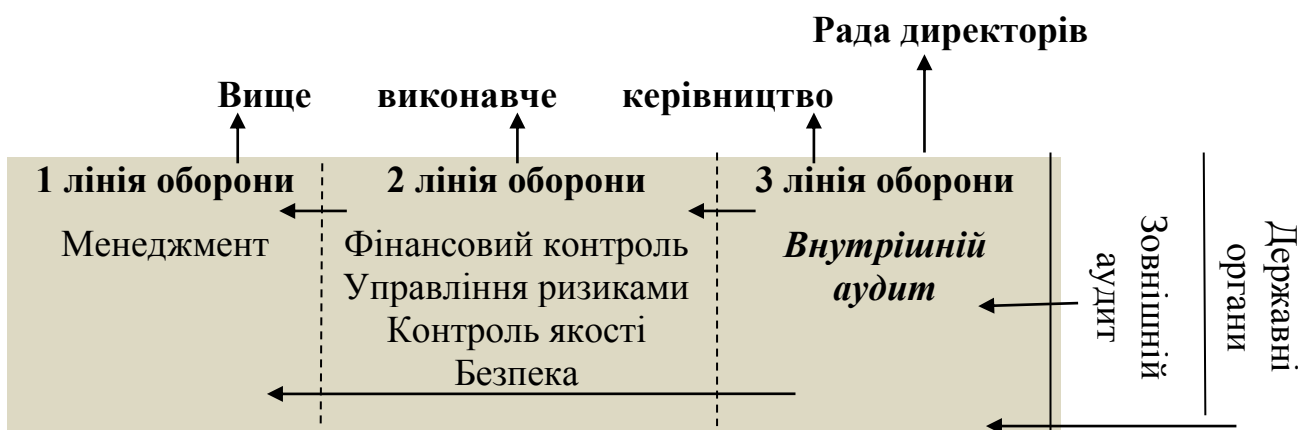 Рада директорів
Вище виконавче керівництво
1 лінія оборони 2 лінія оборони 3 лінія оборони
Менеджмент
Фінансовий контроль
Управління ризиками
Контроль якості
Безпека
Внутрішній
аудит
Зовнішній
аудит
Державні
органи